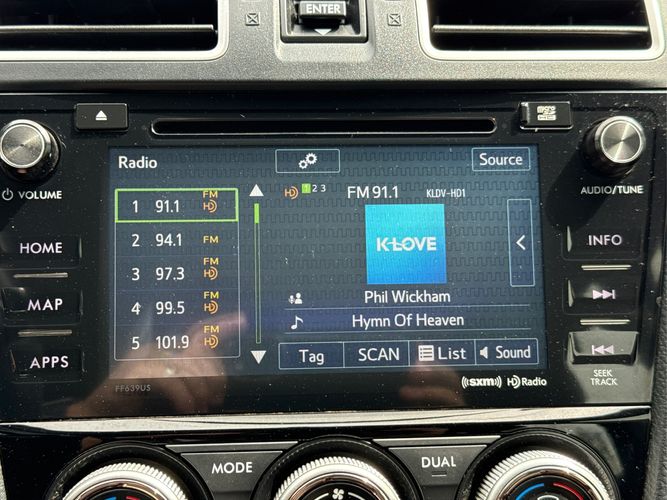 ENTER
micro SD
Radio
Source
VOLUME
AUDIO/TUNE
1 91.1 FM HD
2 94.1 FM
3 97.3 FM HD
4 99.5 FM HD
5 101.9 FM HD
HD 1 2 3 FM 91.1 KLDV-HD1
K-LOVE
Phil Wickham
Hymn Of Heaven
Tag SCAN List Sound
HOME
MAP
APPS
INFO
SEEK
TRACK
FF639US
((sxm)) HD Radio
MODE
DUAL